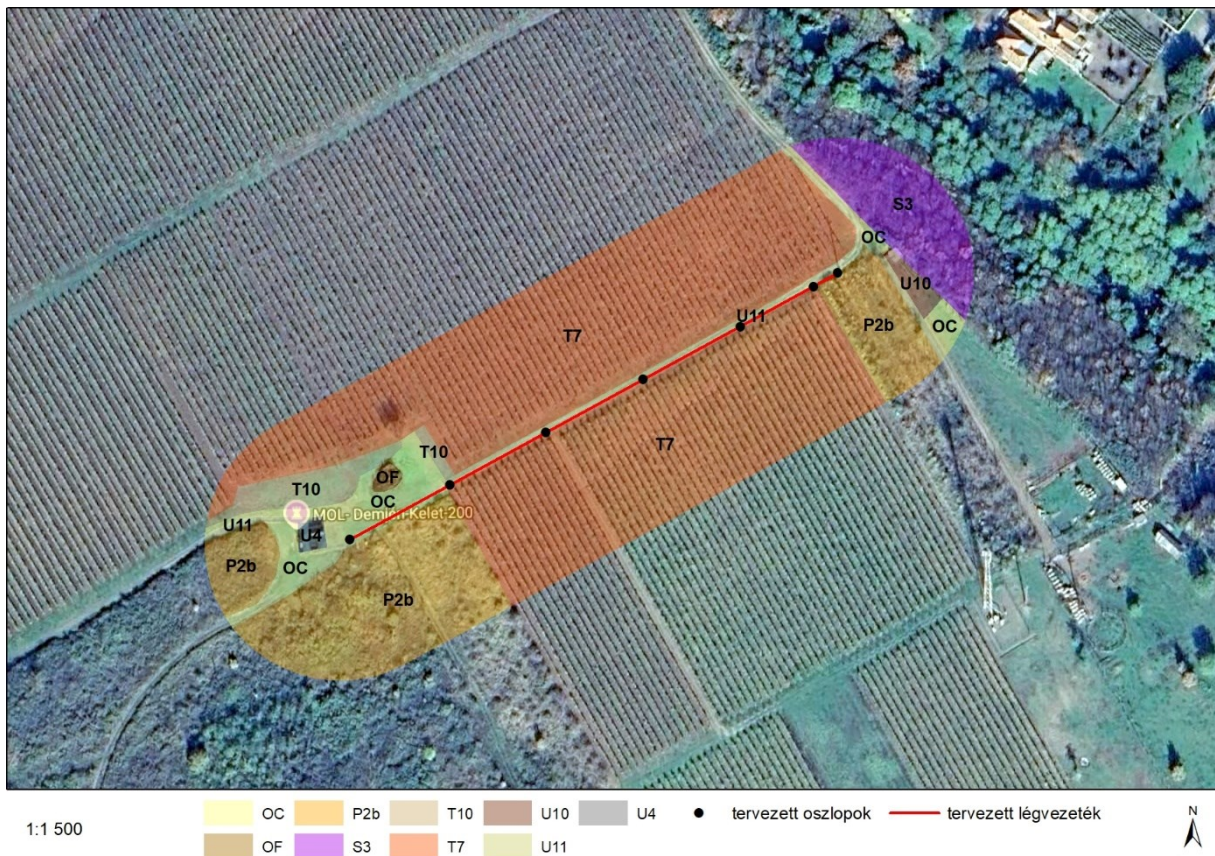 S3
OC
U10
U11
P2b
OC
T7
T7
T10
OF
T10
OC
MOL- Demjén-Kelet-200
U11
U4
P2b
OC
P2b
1:1 500
OC P2b T10 U10 U4 tervezett oszlopok tervezett légvezeték
OF S3 T7 U11
N